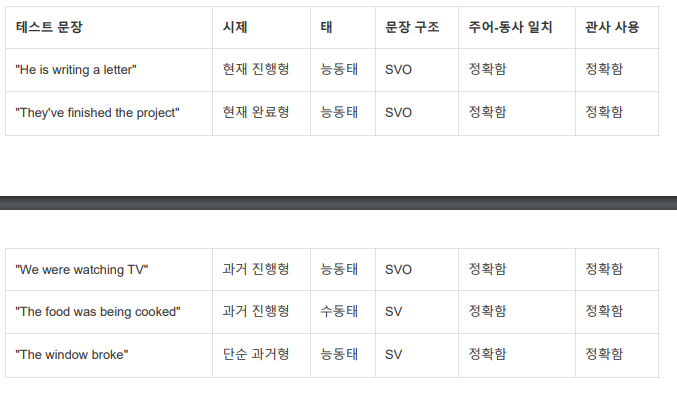 테스트 문장 시제 태 문장 구조 주어-동사 일치 관사 사용
"He is writing a letter" 현재 진행형 능동태 SVO 정확함 정확함
"They've finished the project" 현재 완료형 능동태 SVO 정확함 정확함
"We were watching TV" 과거 진행형 능동태 SVO 정확함 정확함
"The food was being cooked" 과거 진행형 수동태 SV 정확함 정확함
"The window broke" 단순 과거형 능동태 SV 정확함 정확함